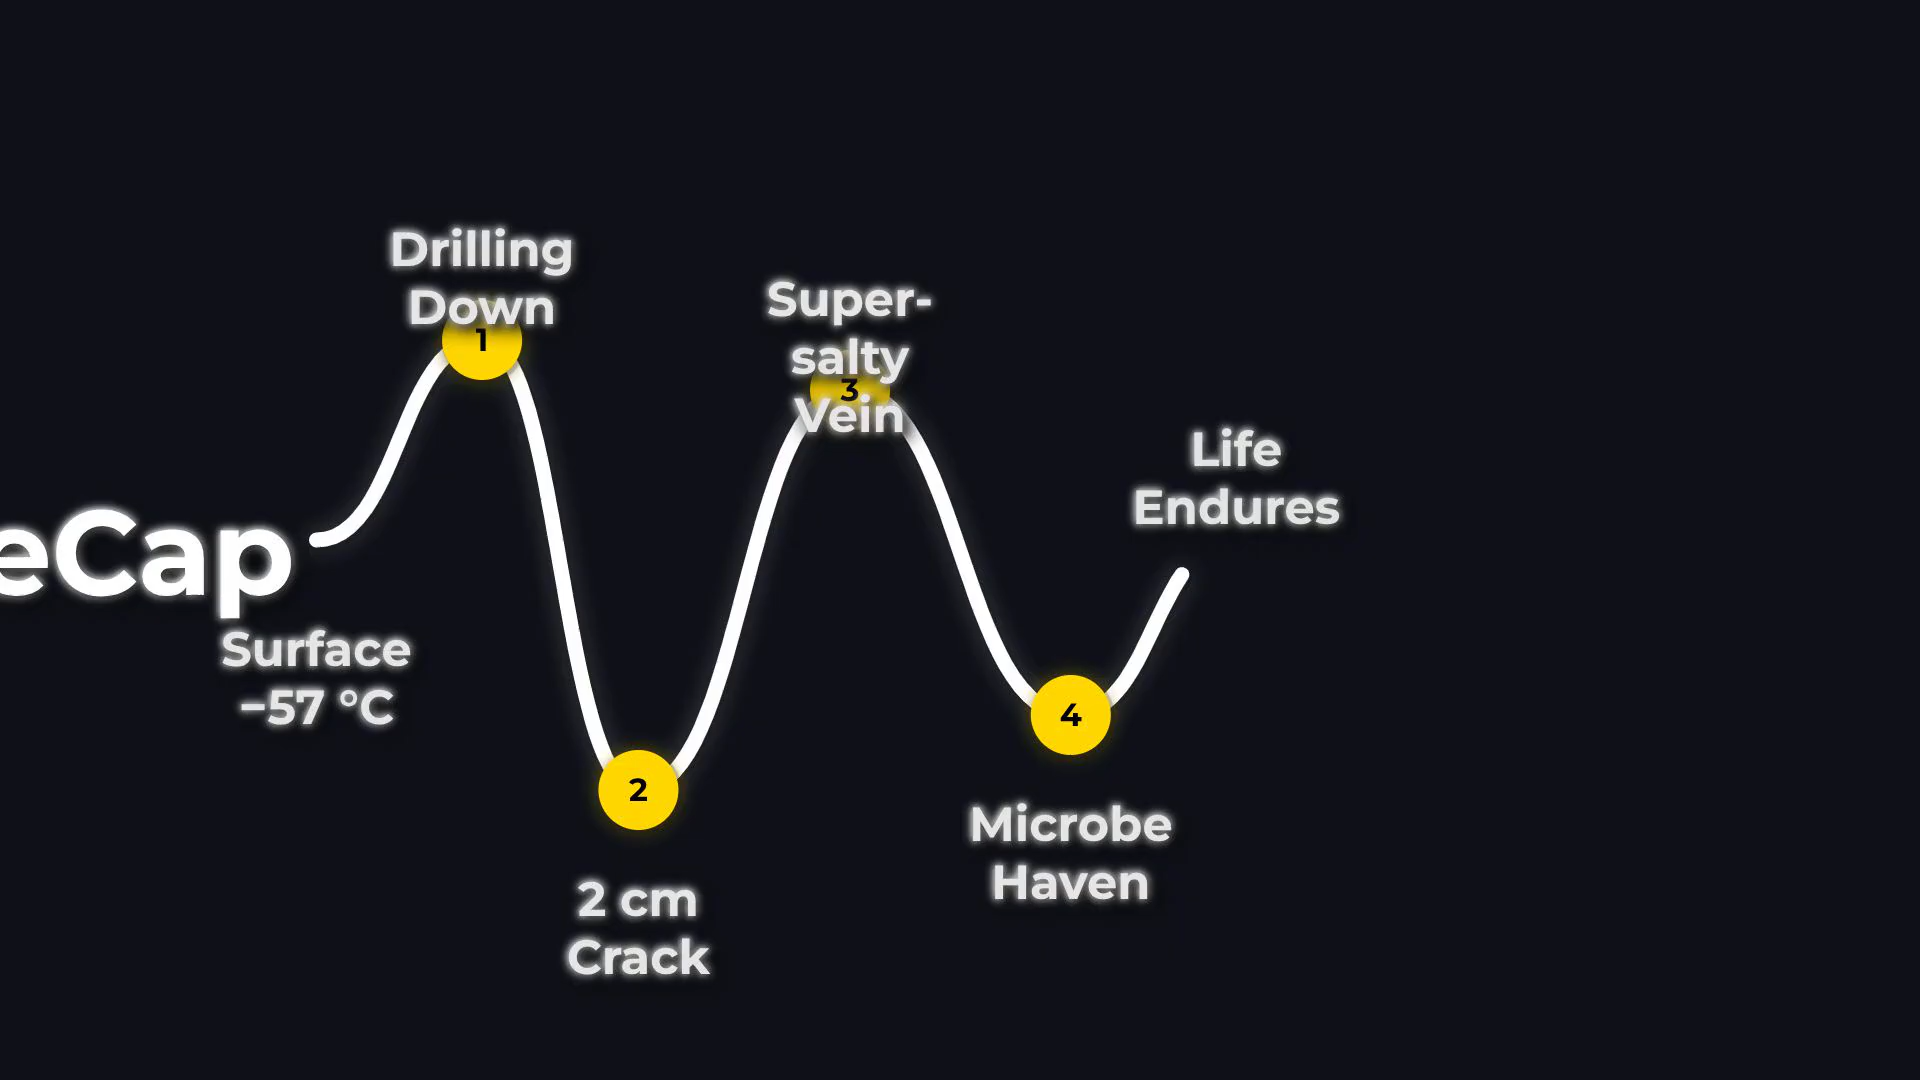 eCap
Surface
−57 °C
Drilling
Down
1
2
2 cm
Crack
Super-
salty
3
Vein
4
Microbe
Haven
Life
Endures